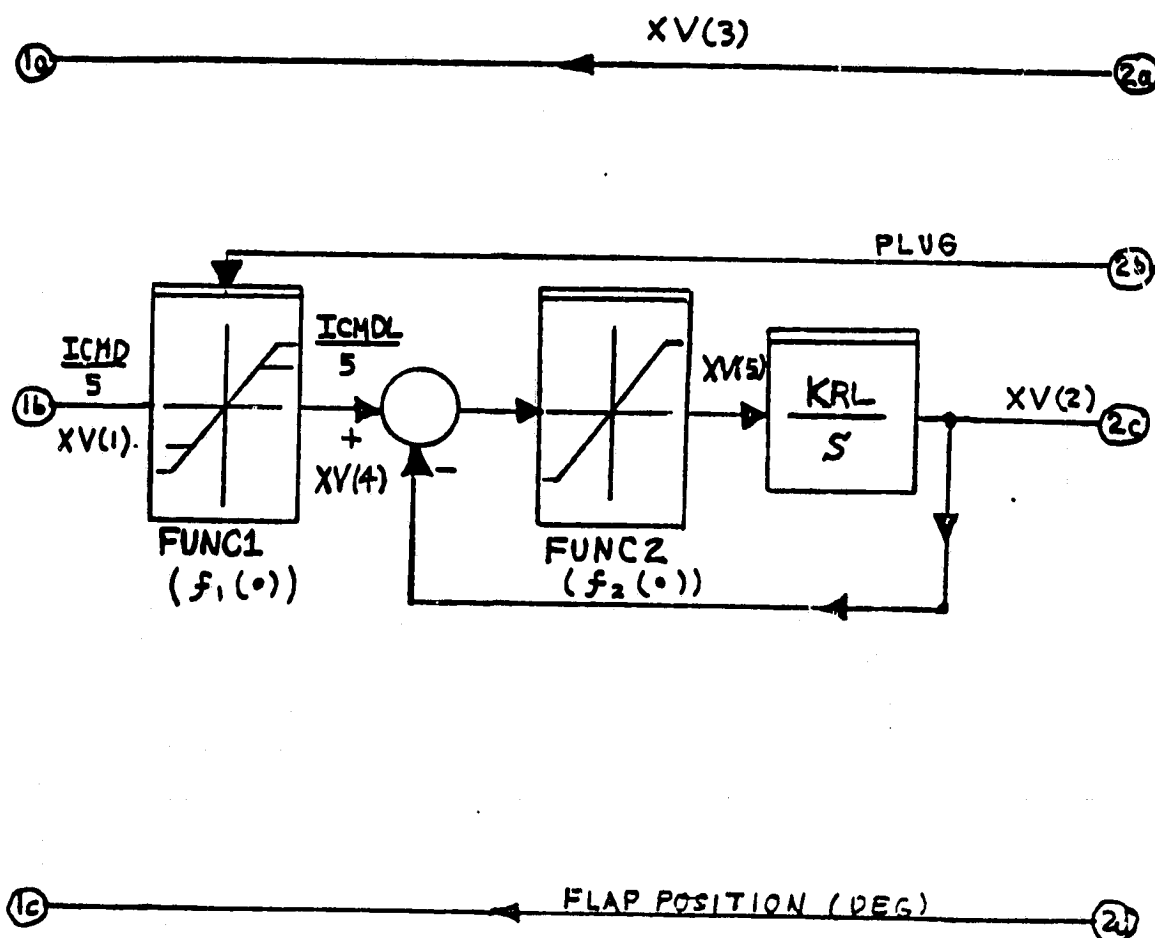 XV(3)
1a
2a
PLUG
2b
ICMD
5
ICMDL
5
XV(5)
KRL
S
XV(2)
1b
2c
XV(1).
+
-
XV(4)
FUNC1
(f₁(•))
FUNC2
(f₂(•))
1c
FLAP POSITION (DEG)
2d